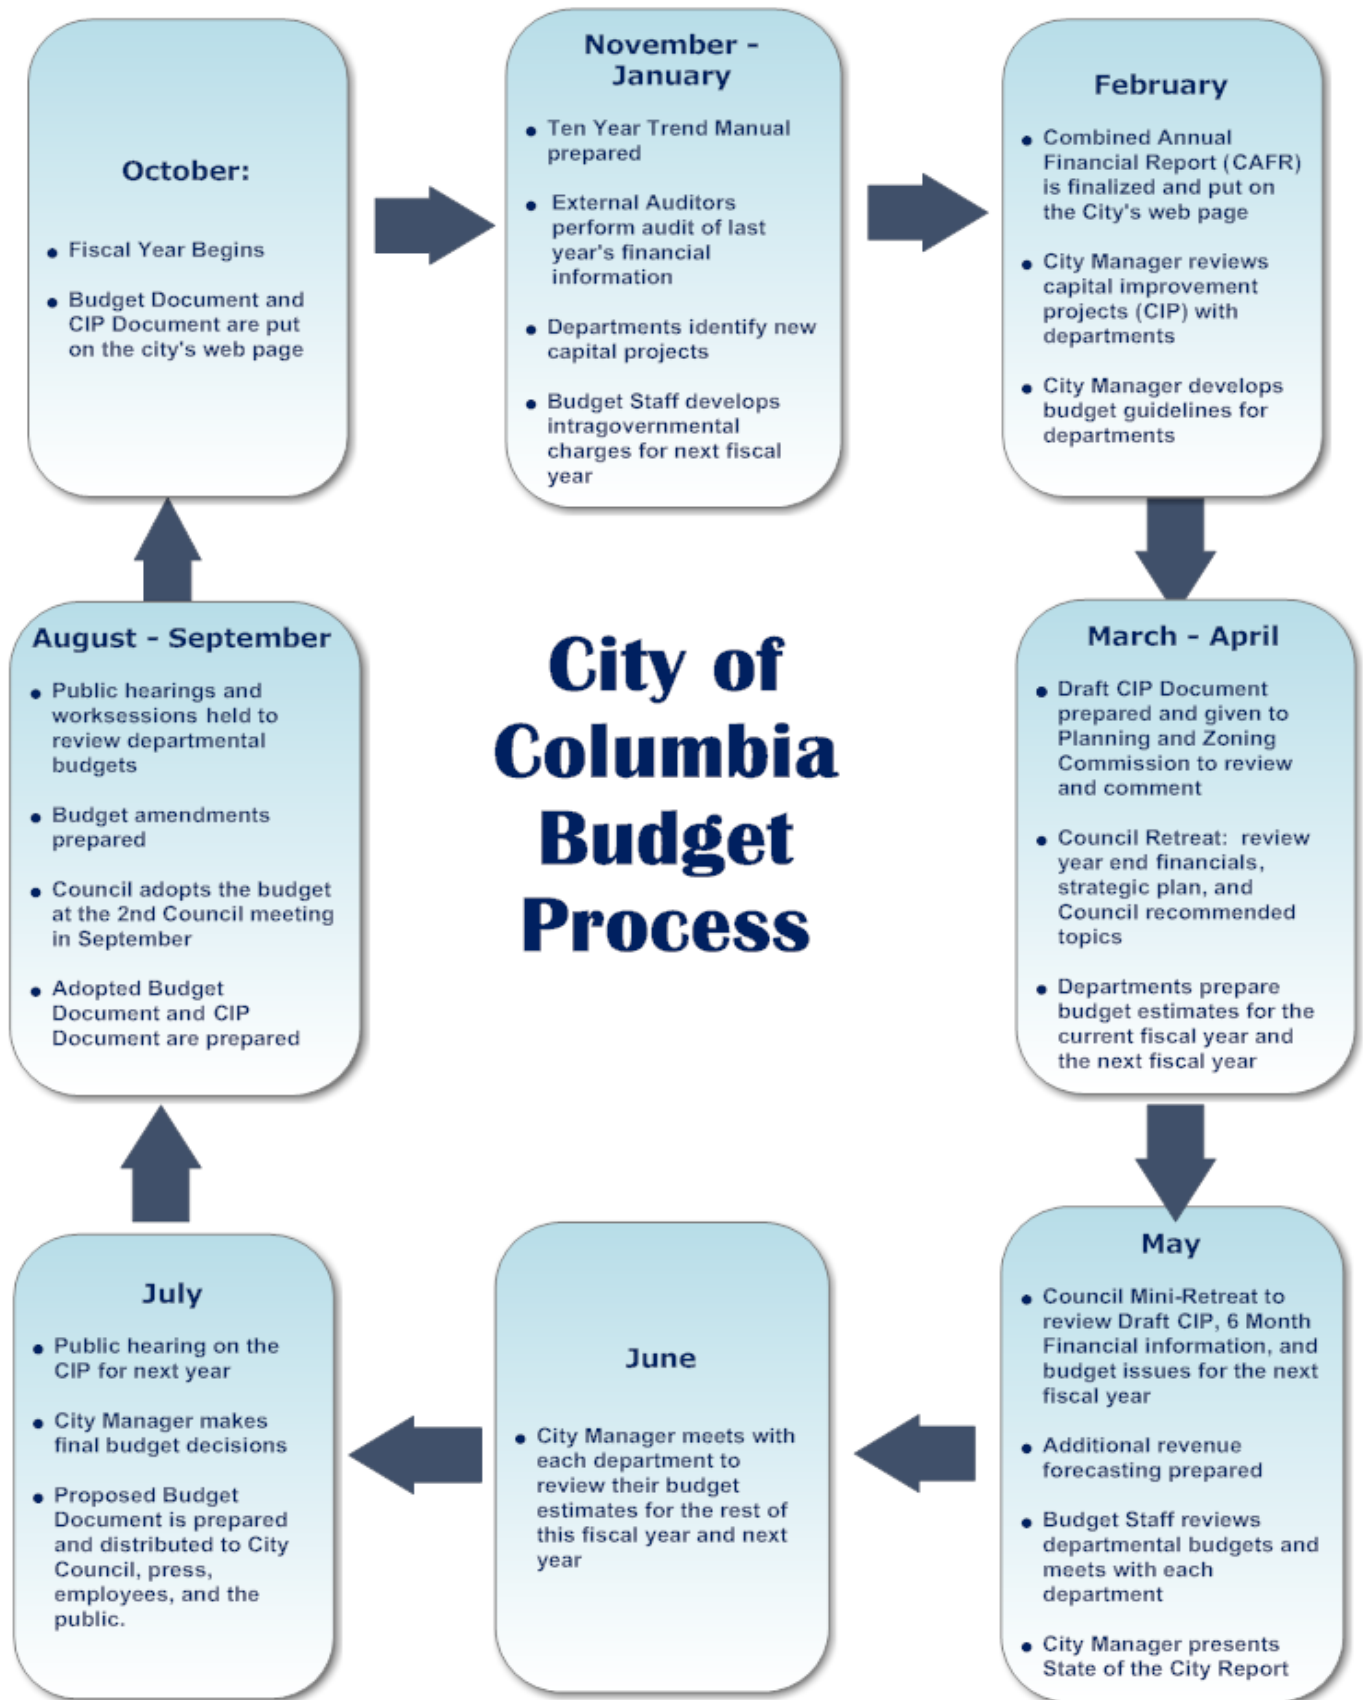 October:
• Fiscal Year Begins
• Budget Document and
CIP Document are put
on the city's web page
November -
January
• Ten Year Trend Manual
prepared
• External Auditors
perform audit of last
year's financial
information
• Departments identify new
capital projects
• Budget Staff develops
intragovernmental
charges for next fiscal
year
February
• Combined Annual
Financial Report (CAFR)
is finalized and put on
the City's web page
• City Manager reviews
capital improvement
projects (CIP) with
departments
• City Manager develops
budget guidelines for
departments
March - April
• Draft CIP Document
prepared and given to
Planning and Zoning
Commission to review
and comment
• Council Retreat: review
year end financials,
strategic plan, and
Council recommended
topics
• Departments prepare
budget estimates for the
current fiscal year and
the next fiscal year
May
• Council Mini-Retreat to
review Draft CIP, 6 Month
Financial information, and
budget issues for the next
fiscal year
• Additional revenue
forecasting prepared
• Budget Staff reviews
departmental budgets and
meets with each
department
• City Manager presents
State of the City Report
June
• City Manager meets with
each department to
review their budget
estimates for the rest of
this fiscal year and next
year
July
• Public hearing on the
CIP for next year
• City Manager makes
final budget decisions
• Proposed Budget
Document is prepared
and distributed to City
Council, press,
employees, and the
public.
August - September
• Public hearings and
worksessions held to
review departmental
budgets
• Budget amendments
prepared
• Council adopts the budget
at the 2nd Council meeting
in September
• Adopted Budget
Document and CIP
Document are prepared
City of
Columbia
Budget
Process